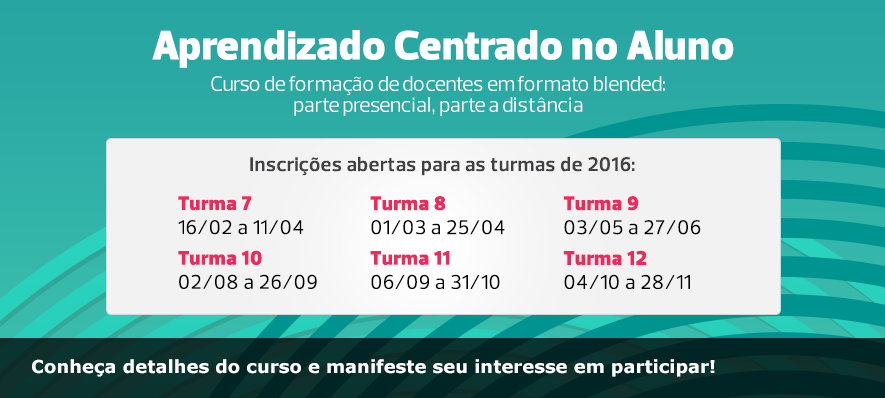 Aprendizado Centrado no Aluno
Curso de formação de docentes em formato blended:
parte presencial, parte a distância
Inscrições abertas para as turmas de 2016:
Turma 7 Turma 8 Turma 9
16/02 a 11/04 01/03 a 25/04 03/05 a 27/06
Turma 10 Turma 11 Turma 12
02/08 a 26/09 06/09 a 31/10 04/10 a 28/11
Conheça detalhes do curso e manifeste seu interesse em participar!